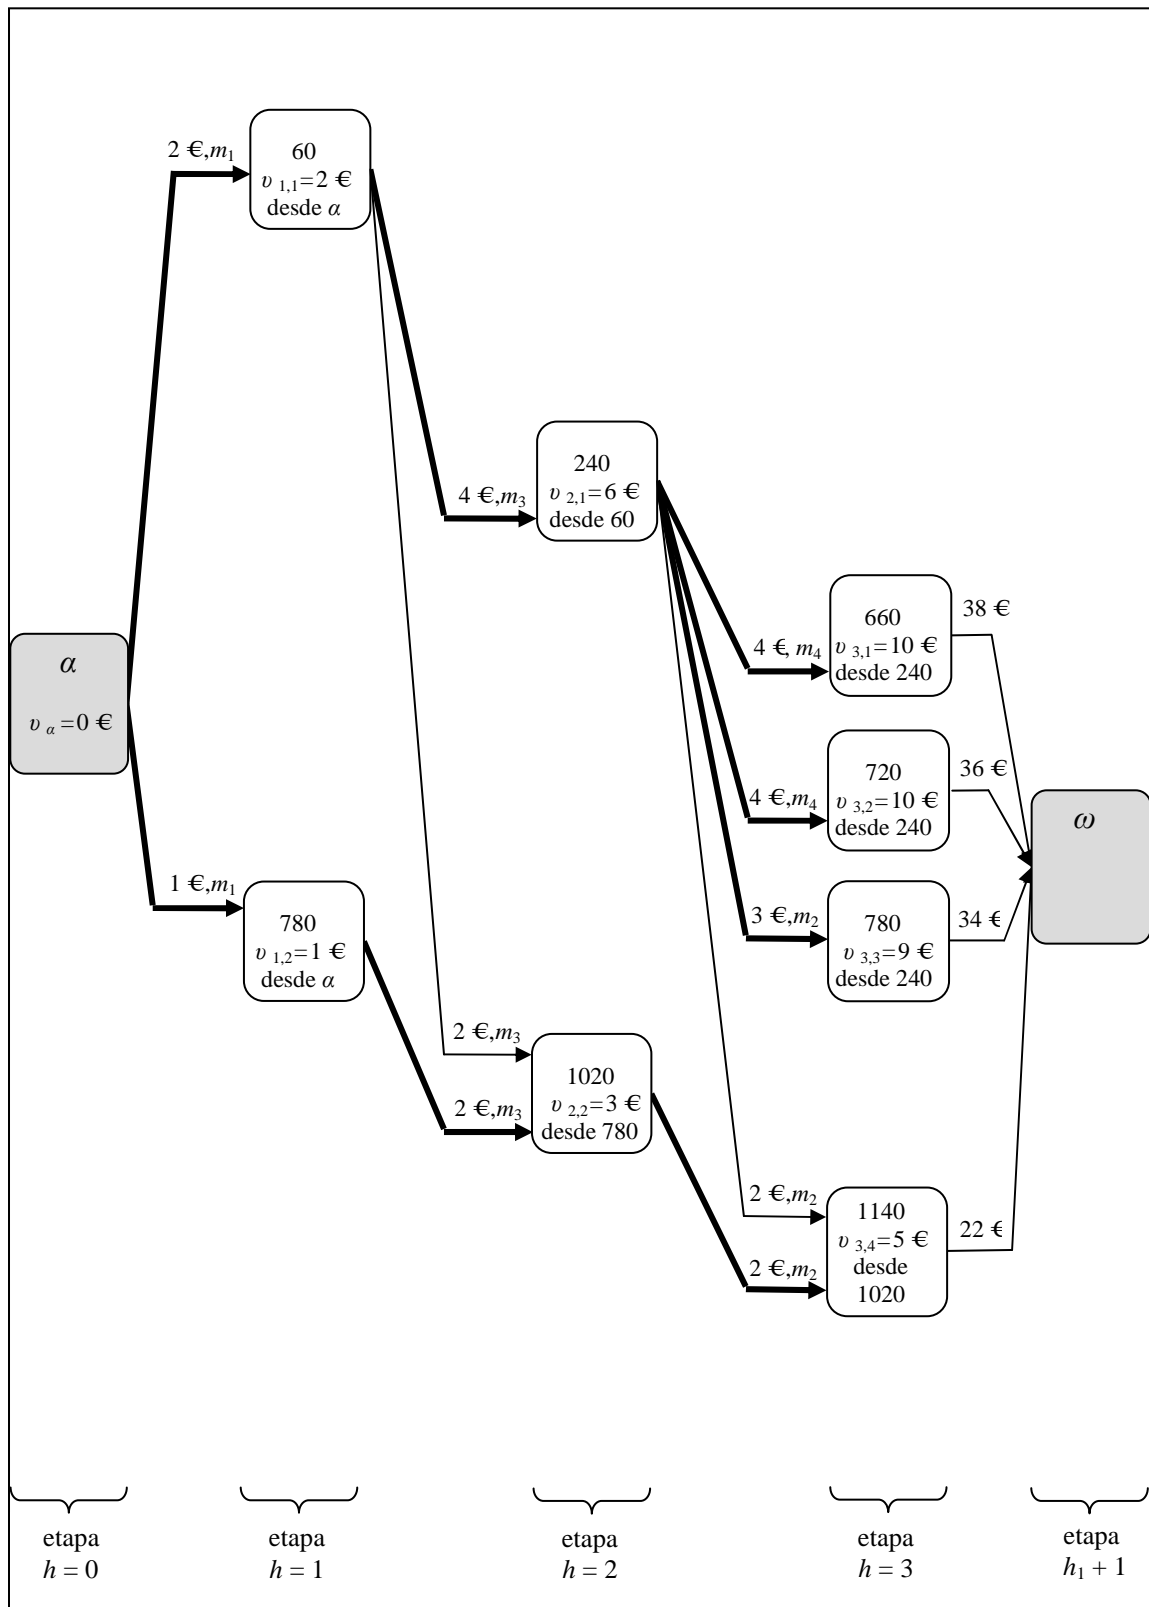 2 €,m₁
60
υ 1,1=2 €
desde α
4 €,m₃
240
υ 2,1=6 €
desde 60
4 €, m₄
660
υ 3,1=10 €
desde 240
38 €
α
υ α =0 €
4 €,m₄
720
υ 3,2=10 €
desde 240
36 €
ω
1 €,m₁
780
υ 1,2=1 €
desde α
3 €,m₂
780
υ 3,3=9 €
desde 240
34 €
2 €,m₃
2 €,m₃
1020
υ 2,2=3 €
desde 780
2 €,m₂
2 €,m₂
1140
υ 3,4=5 €
desde
1020
22 €
etapa
h = 0
etapa
h = 1
etapa
h = 2
etapa
h = 3
etapa
h₁ + 1